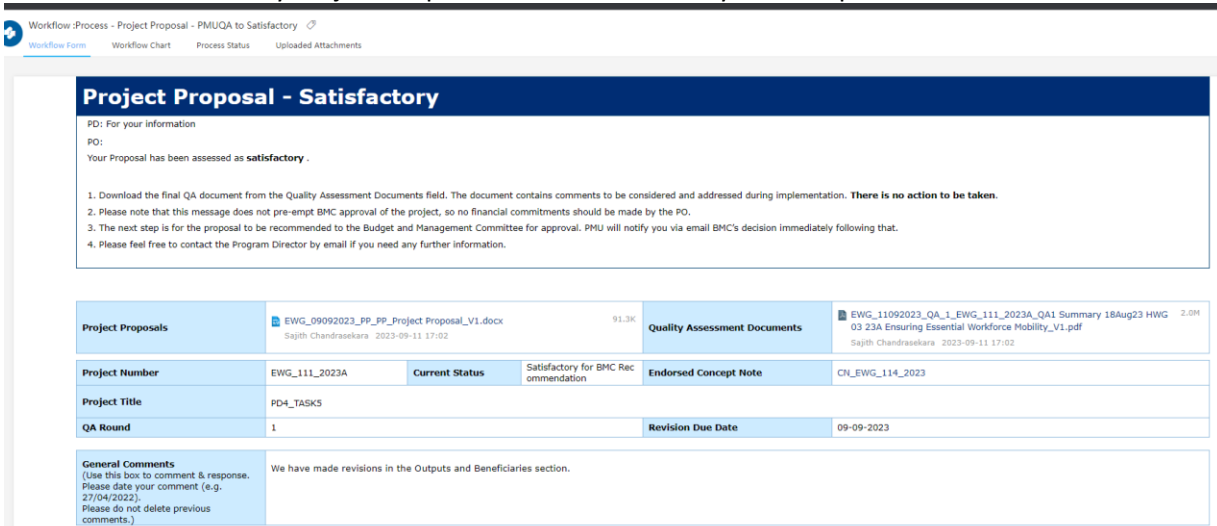 Workflow :Process - Project Proposal - PMUQA to Satisfactory
Workflow Form Workflow Chart Process Status Uploaded Attachments
Project Proposal - Satisfactory
PD: For your information
PO:
Your Proposal has been assessed as satisfactory .
1. Download the final QA document from the Quality Assessment Documents field. The document contains comments to be considered and addressed during implementation. There is no action to be taken.
2. Please note that this message does not pre-empt BMC approval of the project, so no financial commitments should be made by the PO.
3. The next step is for the proposal to be recommended to the Budget and Management Committee for approval. PMU will notify you via email BMC's decision immediately following that.
4. Please feel free to contact the Program Director by email if you need any further information.
Project Proposals
EWG_09092023_PP_PP_Project Proposal_V1.docx 91.3K
Sajith Chandrasekara 2023-09-11 17:02
Quality Assessment Documents
EWG_11092023_QA_1_EWG_111_2023A_QA1 Summary 18Aug23 HWG 2.0M
03 23A Ensuring Essential Workforce Mobility_V1.pdf
Sajith Chandrasekara 2023-09-11 17:02
Project Number
EWG_111_2023A
Current Status
Satisfactory for BMC Rec
ommendation
Endorsed Concept Note
CN_EWG_114_2023
Project Title
PD4_TASK5
QA Round
1
Revision Due Date
09-09-2023
General Comments
(Use this box to comment & response.
Please date your comment (e.g.
27/04/2022).
Please do not delete previous
comments.)
We have made revisions in the Outputs and Beneficiaries section.